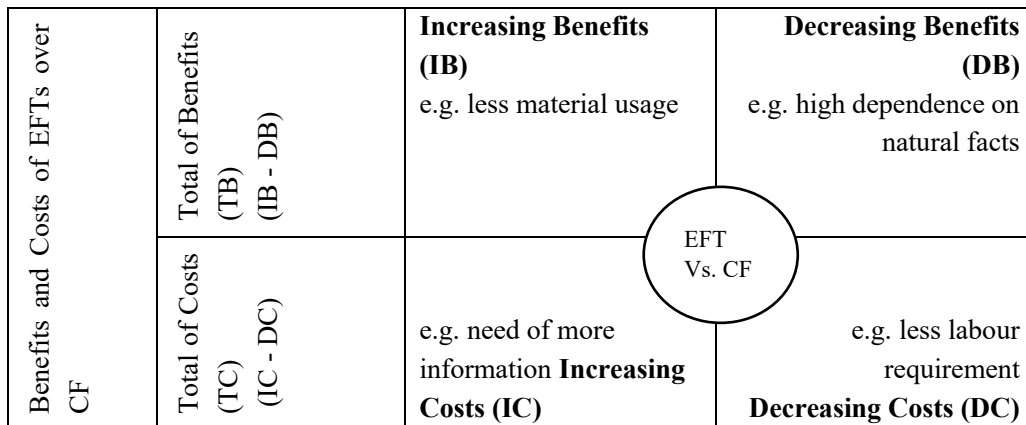 Benefits and Costs of EFTs over
CF
Total of Benefits
(TB)
(IB - DB)
Increasing Benefits
(IB)
e.g. less material usage
Decreasing Benefits
(DB)
e.g. high dependence on
natural facts
EFT
Vs. CF
Total of Costs
(TC)
(IC - DC)
e.g. need of more
information Increasing
Costs (IC)
e.g. less labour
requirement
Decreasing Costs (DC)